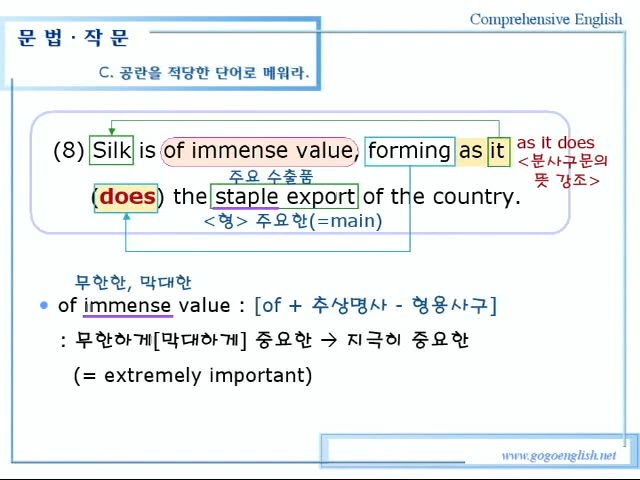 Comprehensive English
문 법 · 작 문
C. 공란을 적당한 단어로 메워라.
(8) Silk is of immense value, forming as it
as it does
<분사구문의
뜻 강조>
주요 수출품
(does) the staple export of the country.
<형> 주요한(=main)
무한한, 막대한
• of immense value : [of + 추상명사 - 형용사구]
: 무한하게[막대하게] 중요한 → 지극히 중요한
(= extremely important)
www.gogoenglish.net